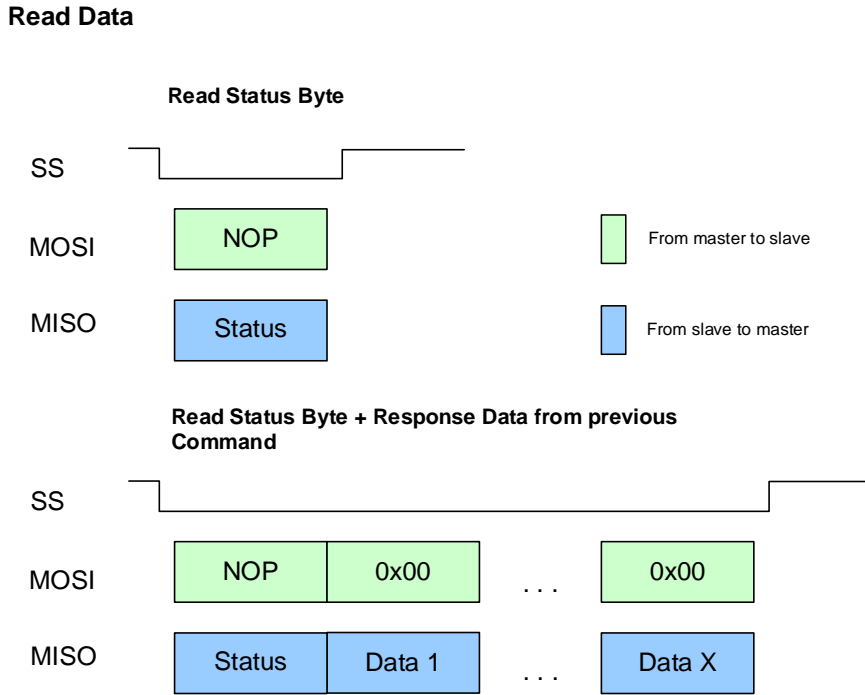 Read Data
Read Status Byte
SS
MOSI NOP From master to slave
MISO Status From slave to master
Read Status Byte + Response Data from previous
Command
SS
MOSI NOP 0x00 . . . 0x00
MISO Status Data 1 . . . Data X